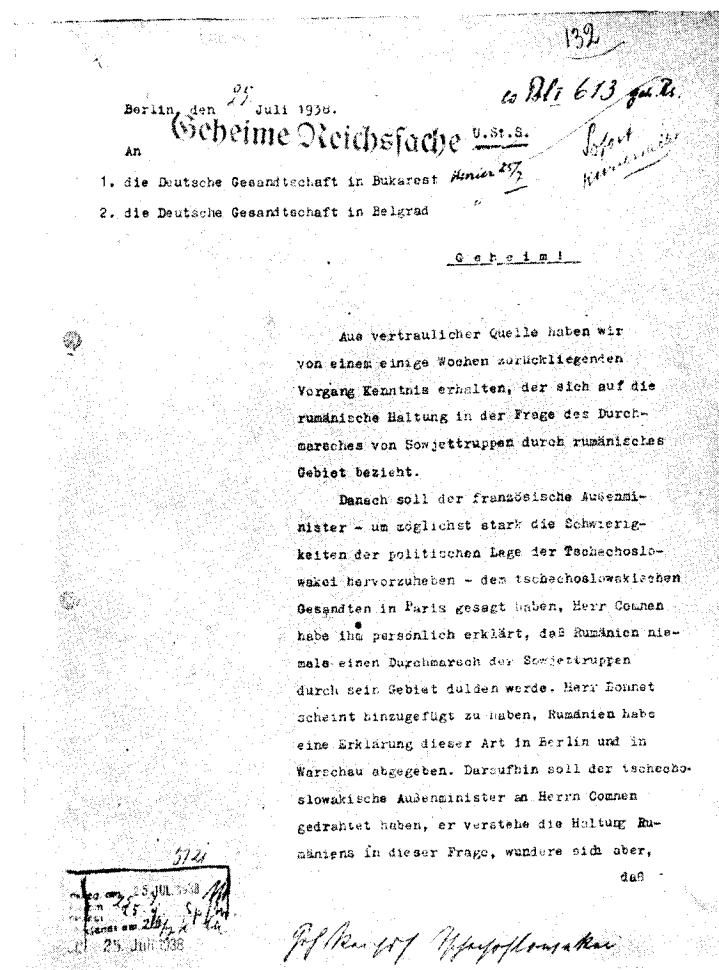 132
Pol I 613 g.Rs.
Berlin, den 25. Juli 1938.
Geheime Reichssache U.St.S.
Sofort
An
1. die Deutsche Gesandtschaft in Bukarest 25/7
2. die Deutsche Gesandtschaft in Belgrad
Geheim!
Aus vertraulicher Quelle haben wir
von einem einige Wochen zurückliegenden
Vorgang Kenntnis erhalten, der sich auf die
rumänische Haltung in der Frage des Durch-
marsches von Sowjettruppen durch rumänisches
Gebiet bezieht.
Danach soll der französische Außenmi-
nister - um möglichst stark die Schwierig-
keiten der politischen Lage der Tschechoslo-
wakei hervorzuheben - dem tschechoslowakischen
Gesandten in Paris gesagt haben, Herr Comnen
habe ihm persönlich erklärt, daß Rumänien nie-
mals einen Durchmarsch der Sowjettruppen
durch sein Gebiet dulden werde. Herr Bonnet
scheint hinzugefügt zu haben, Rumänien habe
eine Erklärung dieser Art in Berlin und in
Warschau abgegeben. Daraufhin soll der tschecho-
slowakische Außenminister an Herrn Comnen
gedrahtet haben, er verstehe die Haltung Ru-
mäniens in dieser Frage, wundere sich aber,
daß
25 JUL 1938
25. Juli 1938